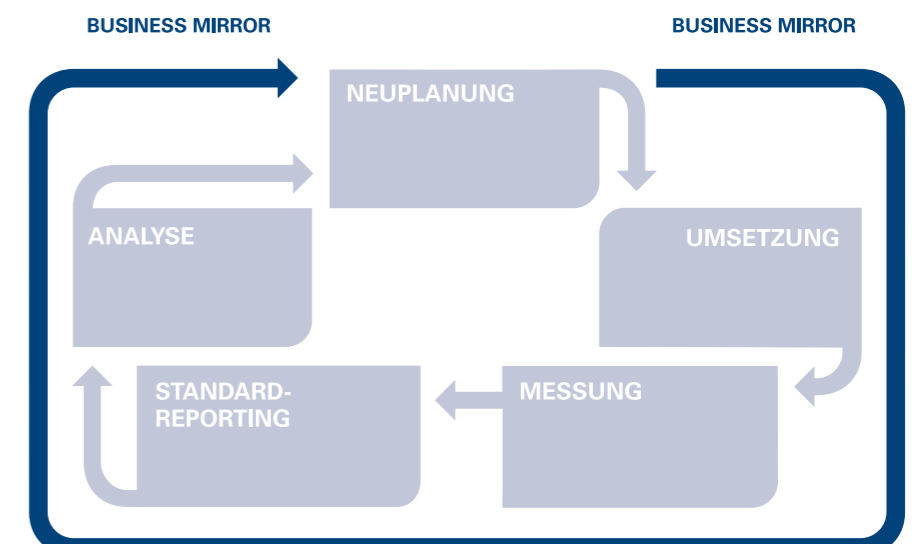 BUSINESS MIRROR
BUSINESS MIRROR
NEUPLANUNG
ANALYSE
UMSETZUNG
STANDARD-
REPORTING
MESSUNG